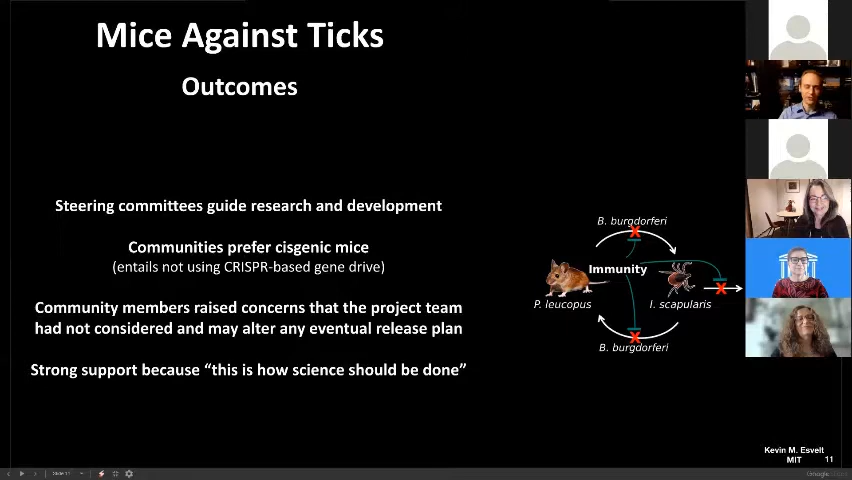 Mice Against Ticks
Outcomes
Steering committees guide research and development
Communities prefer cisgenic mice
(entails not using CRISPR-based gene drive)
Community members raised concerns that the project team
had not considered and may alter any eventual release plan
Strong support because “this is how science should be done”
B. burgdorferi
X
Immunity
X
P. leucopus
I. scapularis
X
B. burgdorferi
Kevin M. Esvelt
MIT
11
Slide 11
Google